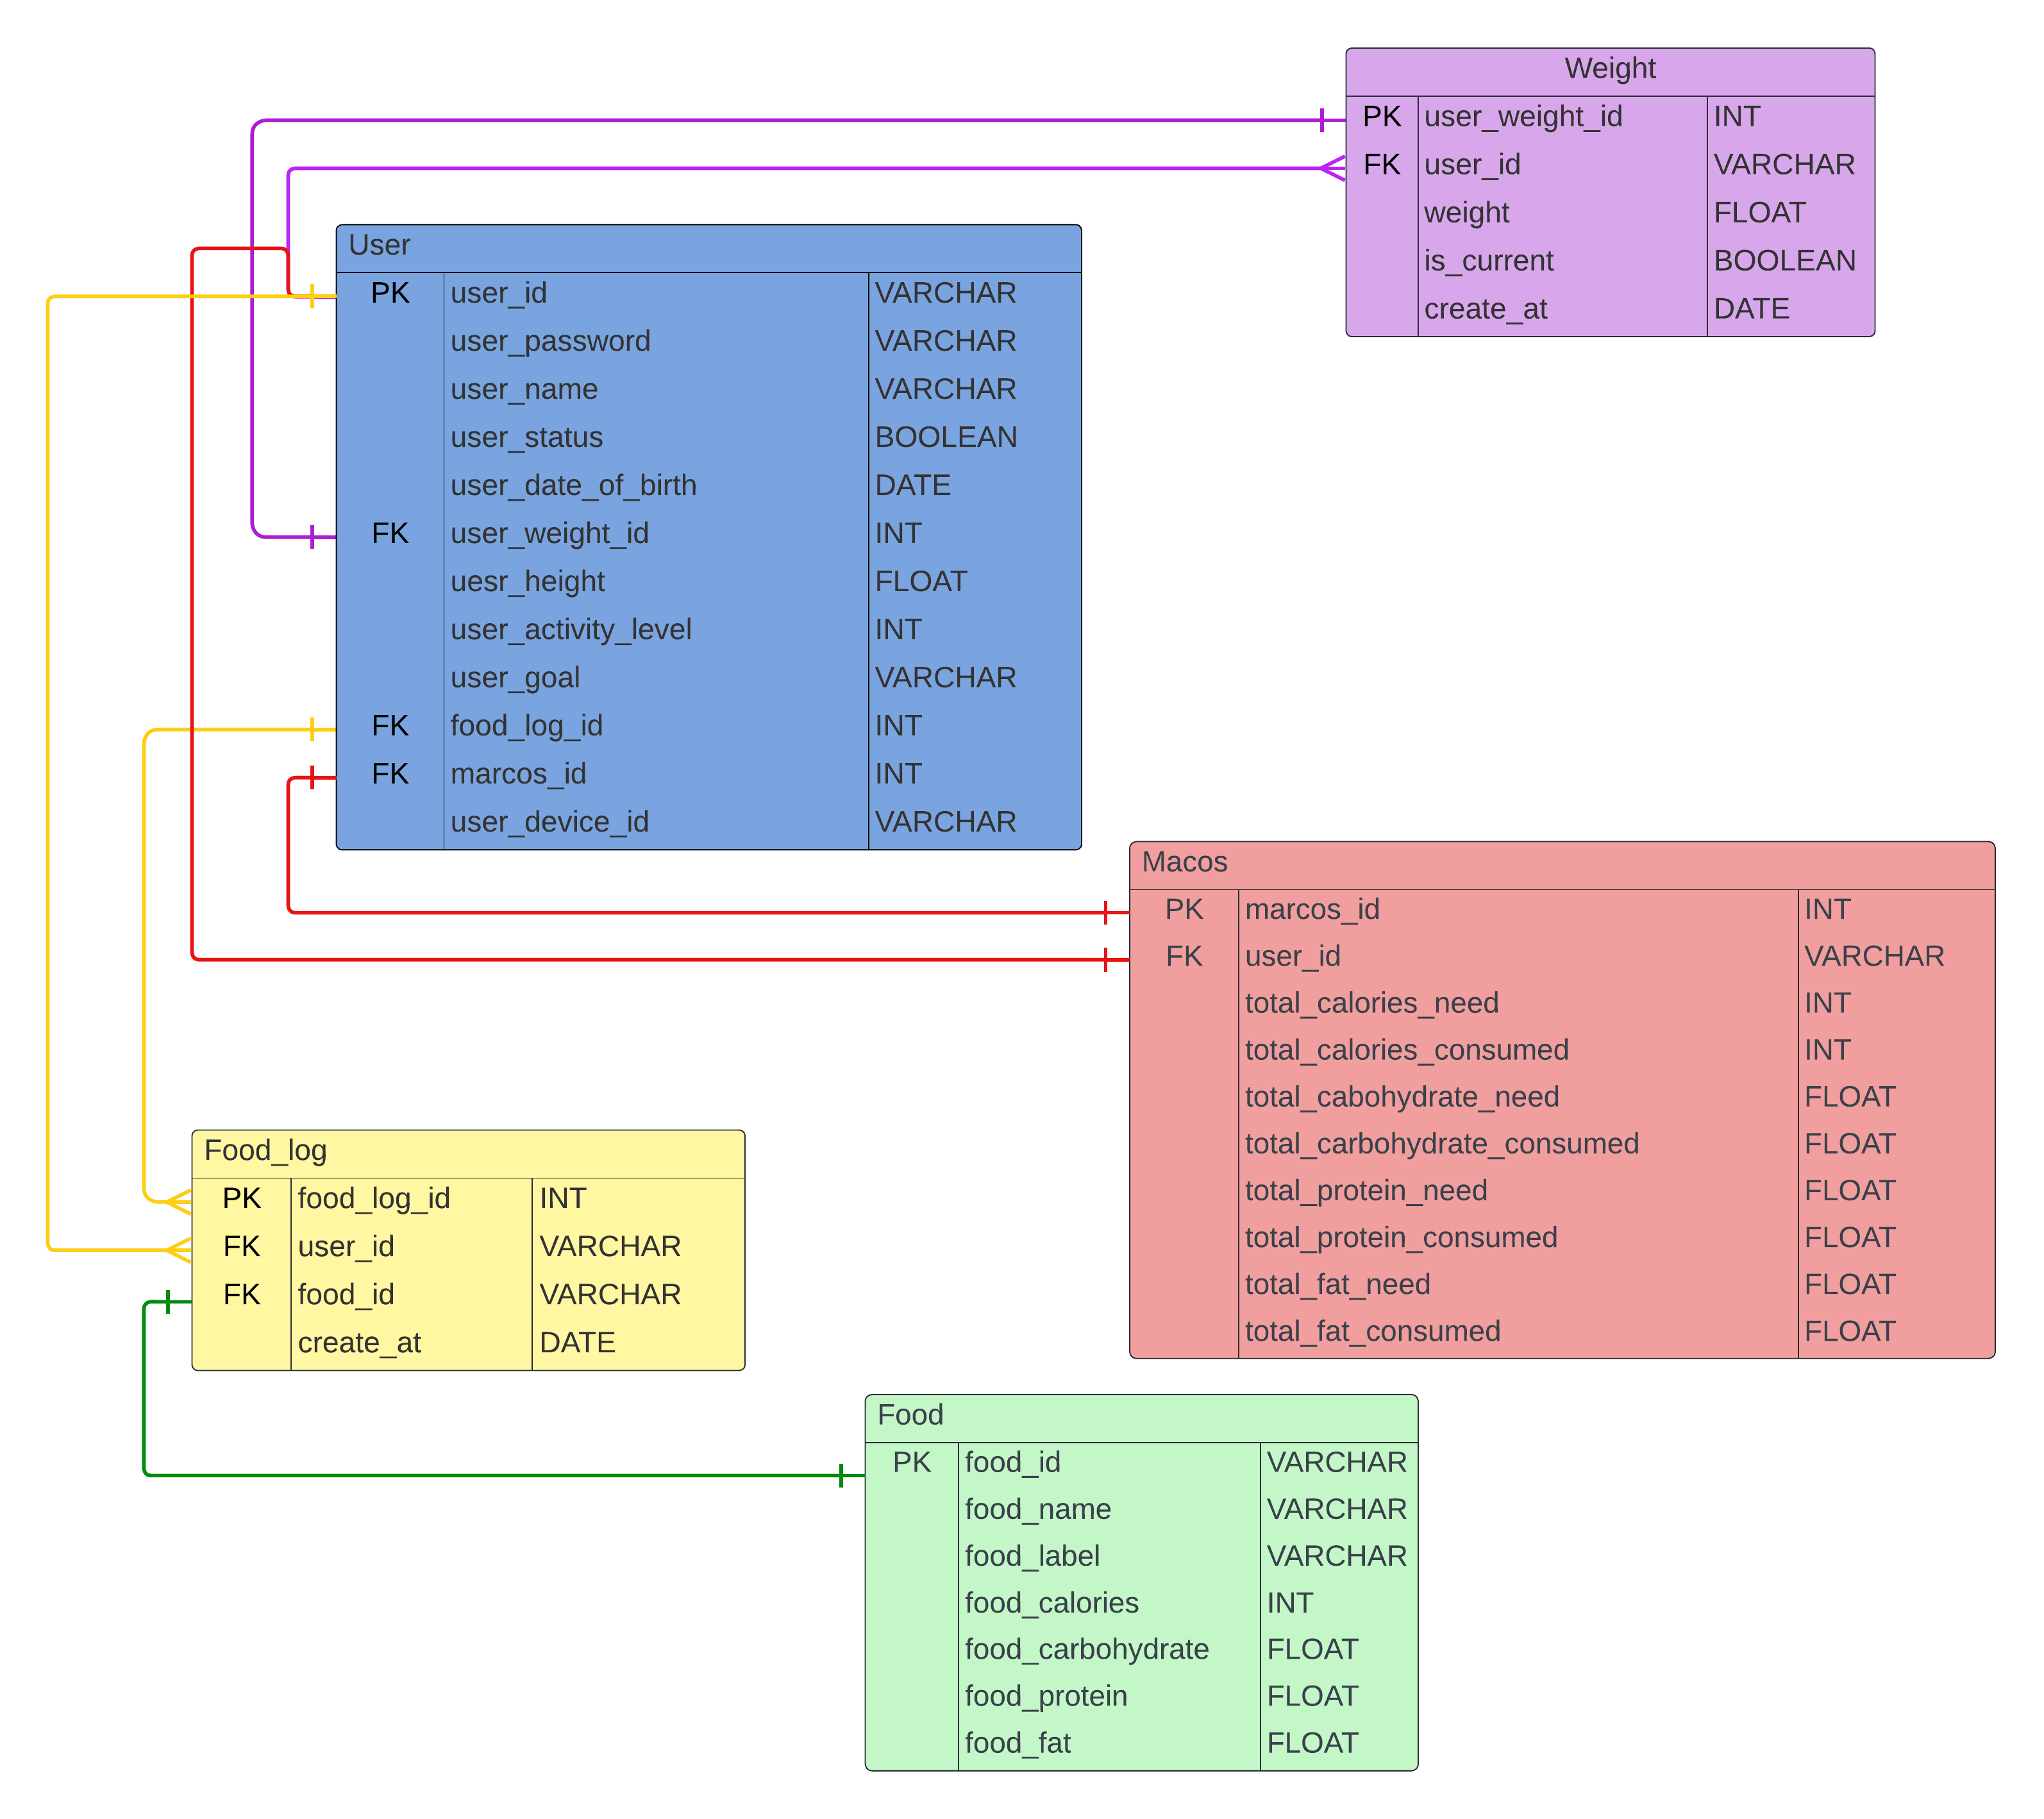 Weight
PK user_weight_id INT
FK user_id VARCHAR
weight FLOAT
is_current BOOLEAN
create_at DATE
User
PK user_id VARCHAR
user_password VARCHAR
user_name VARCHAR
user_status BOOLEAN
user_date_of_birth DATE
FK user_weight_id INT
uesr_height FLOAT
user_activity_level INT
user_goal VARCHAR
FK food_log_id INT
FK marcos_id INT
user_device_id VARCHAR
Macos
PK marcos_id INT
FK user_id VARCHAR
total_calories_need INT
total_calories_consumed INT
total_cabohydrate_need FLOAT
total_carbohydrate_consumed FLOAT
total_protein_need FLOAT
total_protein_consumed FLOAT
total_fat_need FLOAT
total_fat_consumed FLOAT
Food_log
PK food_log_id INT
FK user_id VARCHAR
FK food_id VARCHAR
create_at DATE
Food
PK food_id VARCHAR
food_name VARCHAR
food_label VARCHAR
food_calories INT
food_carbohydrate FLOAT
food_protein FLOAT
food_fat FLOAT